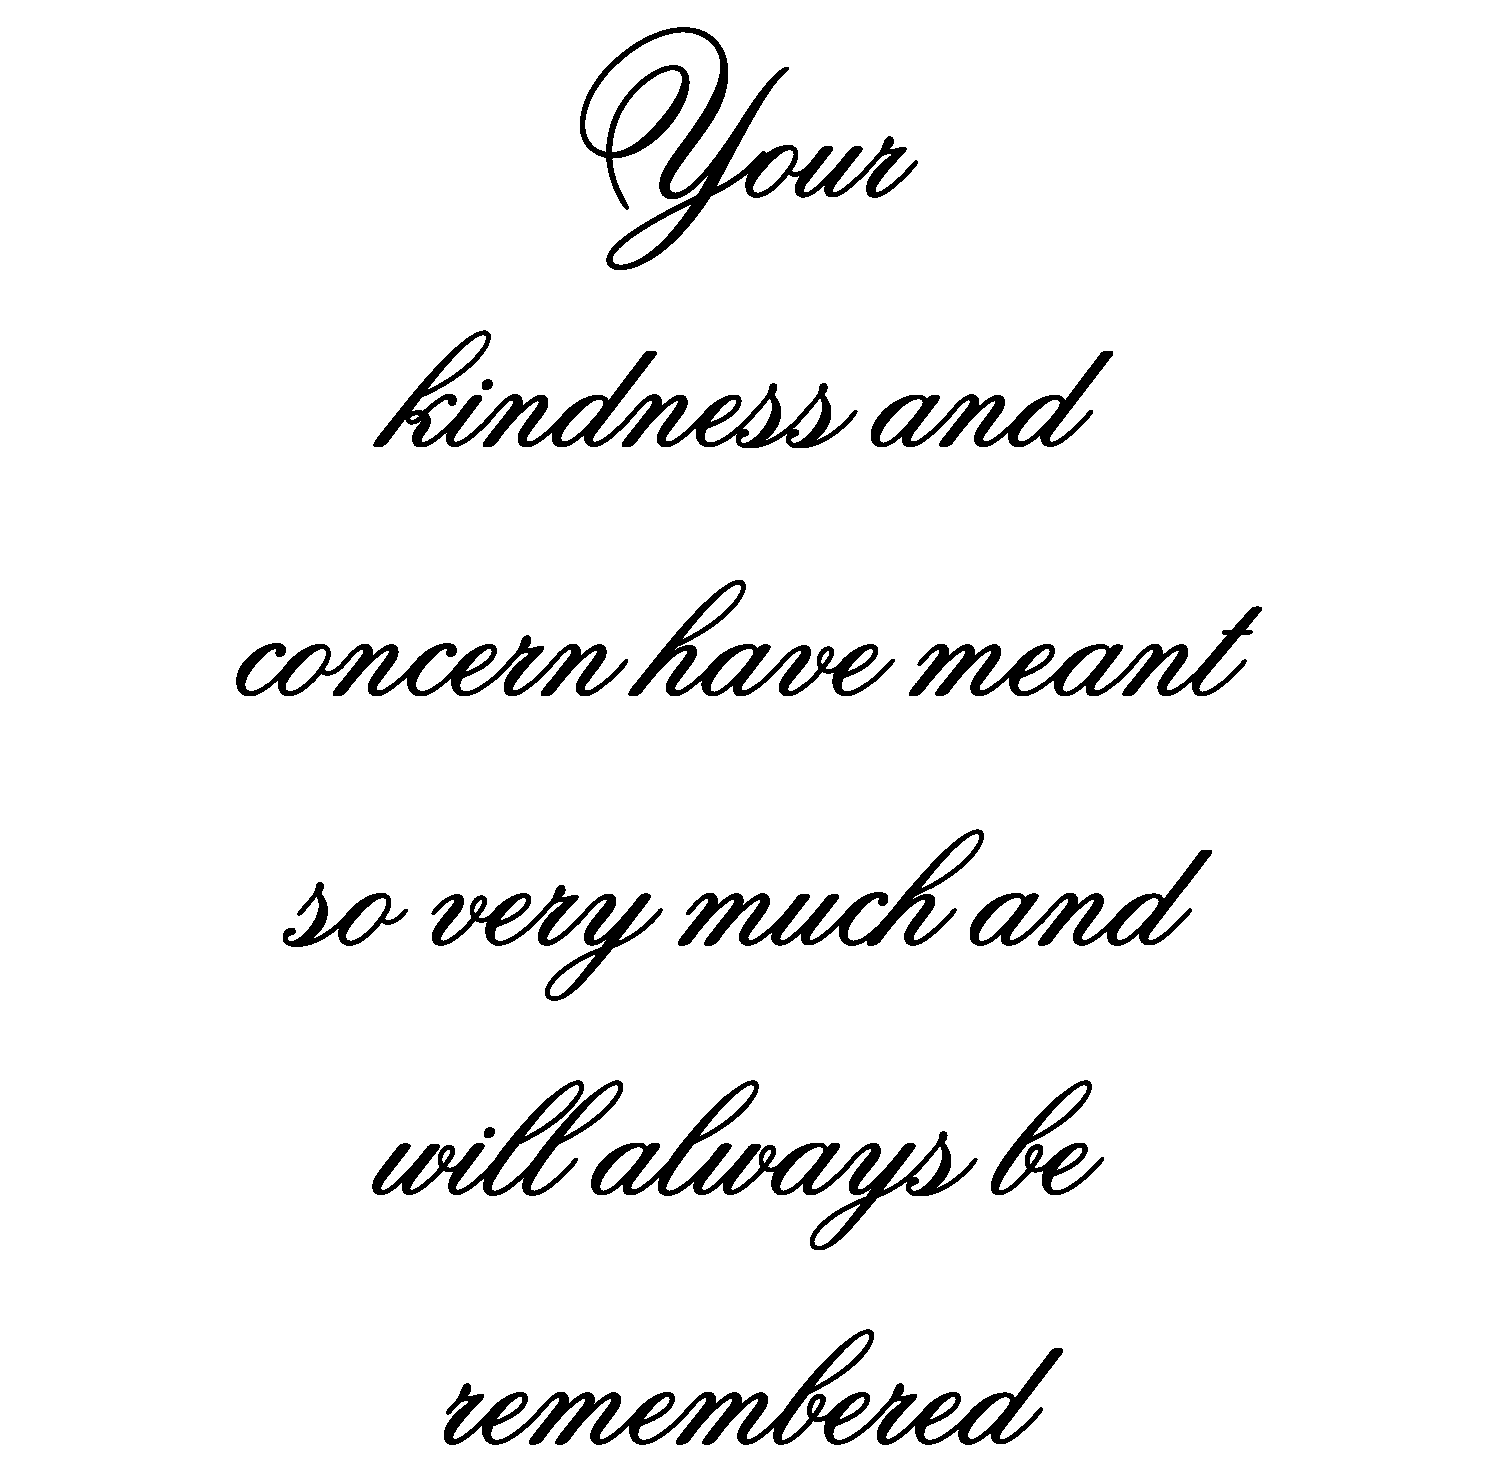 Your
kindness and
concern have meant
so very much and
will always be
remembered